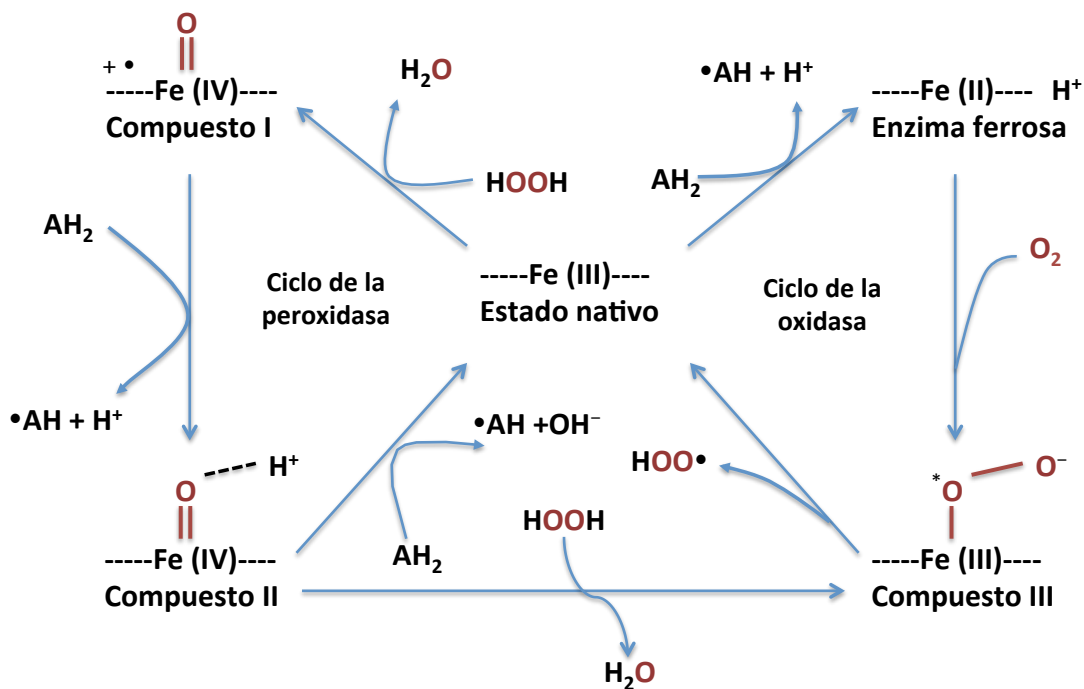 O
+ •
-----Fe (IV)----
Compuesto I
H₂O
HOOH
•AH + H⁺
AH₂
-----Fe (II)---- H⁺
Enzima ferrosa
AH₂
Ciclo de la
peroxidasa
-----Fe (III)----
Estado nativo
Ciclo de la
oxidasa
O₂
•AH + H⁺
•AH +OH⁻
H⁺
O
-----Fe (IV)----
Compuesto II
AH₂
HOOH
H₂O
HOO•
*O
O⁻
-----Fe (III)----
Compuesto III